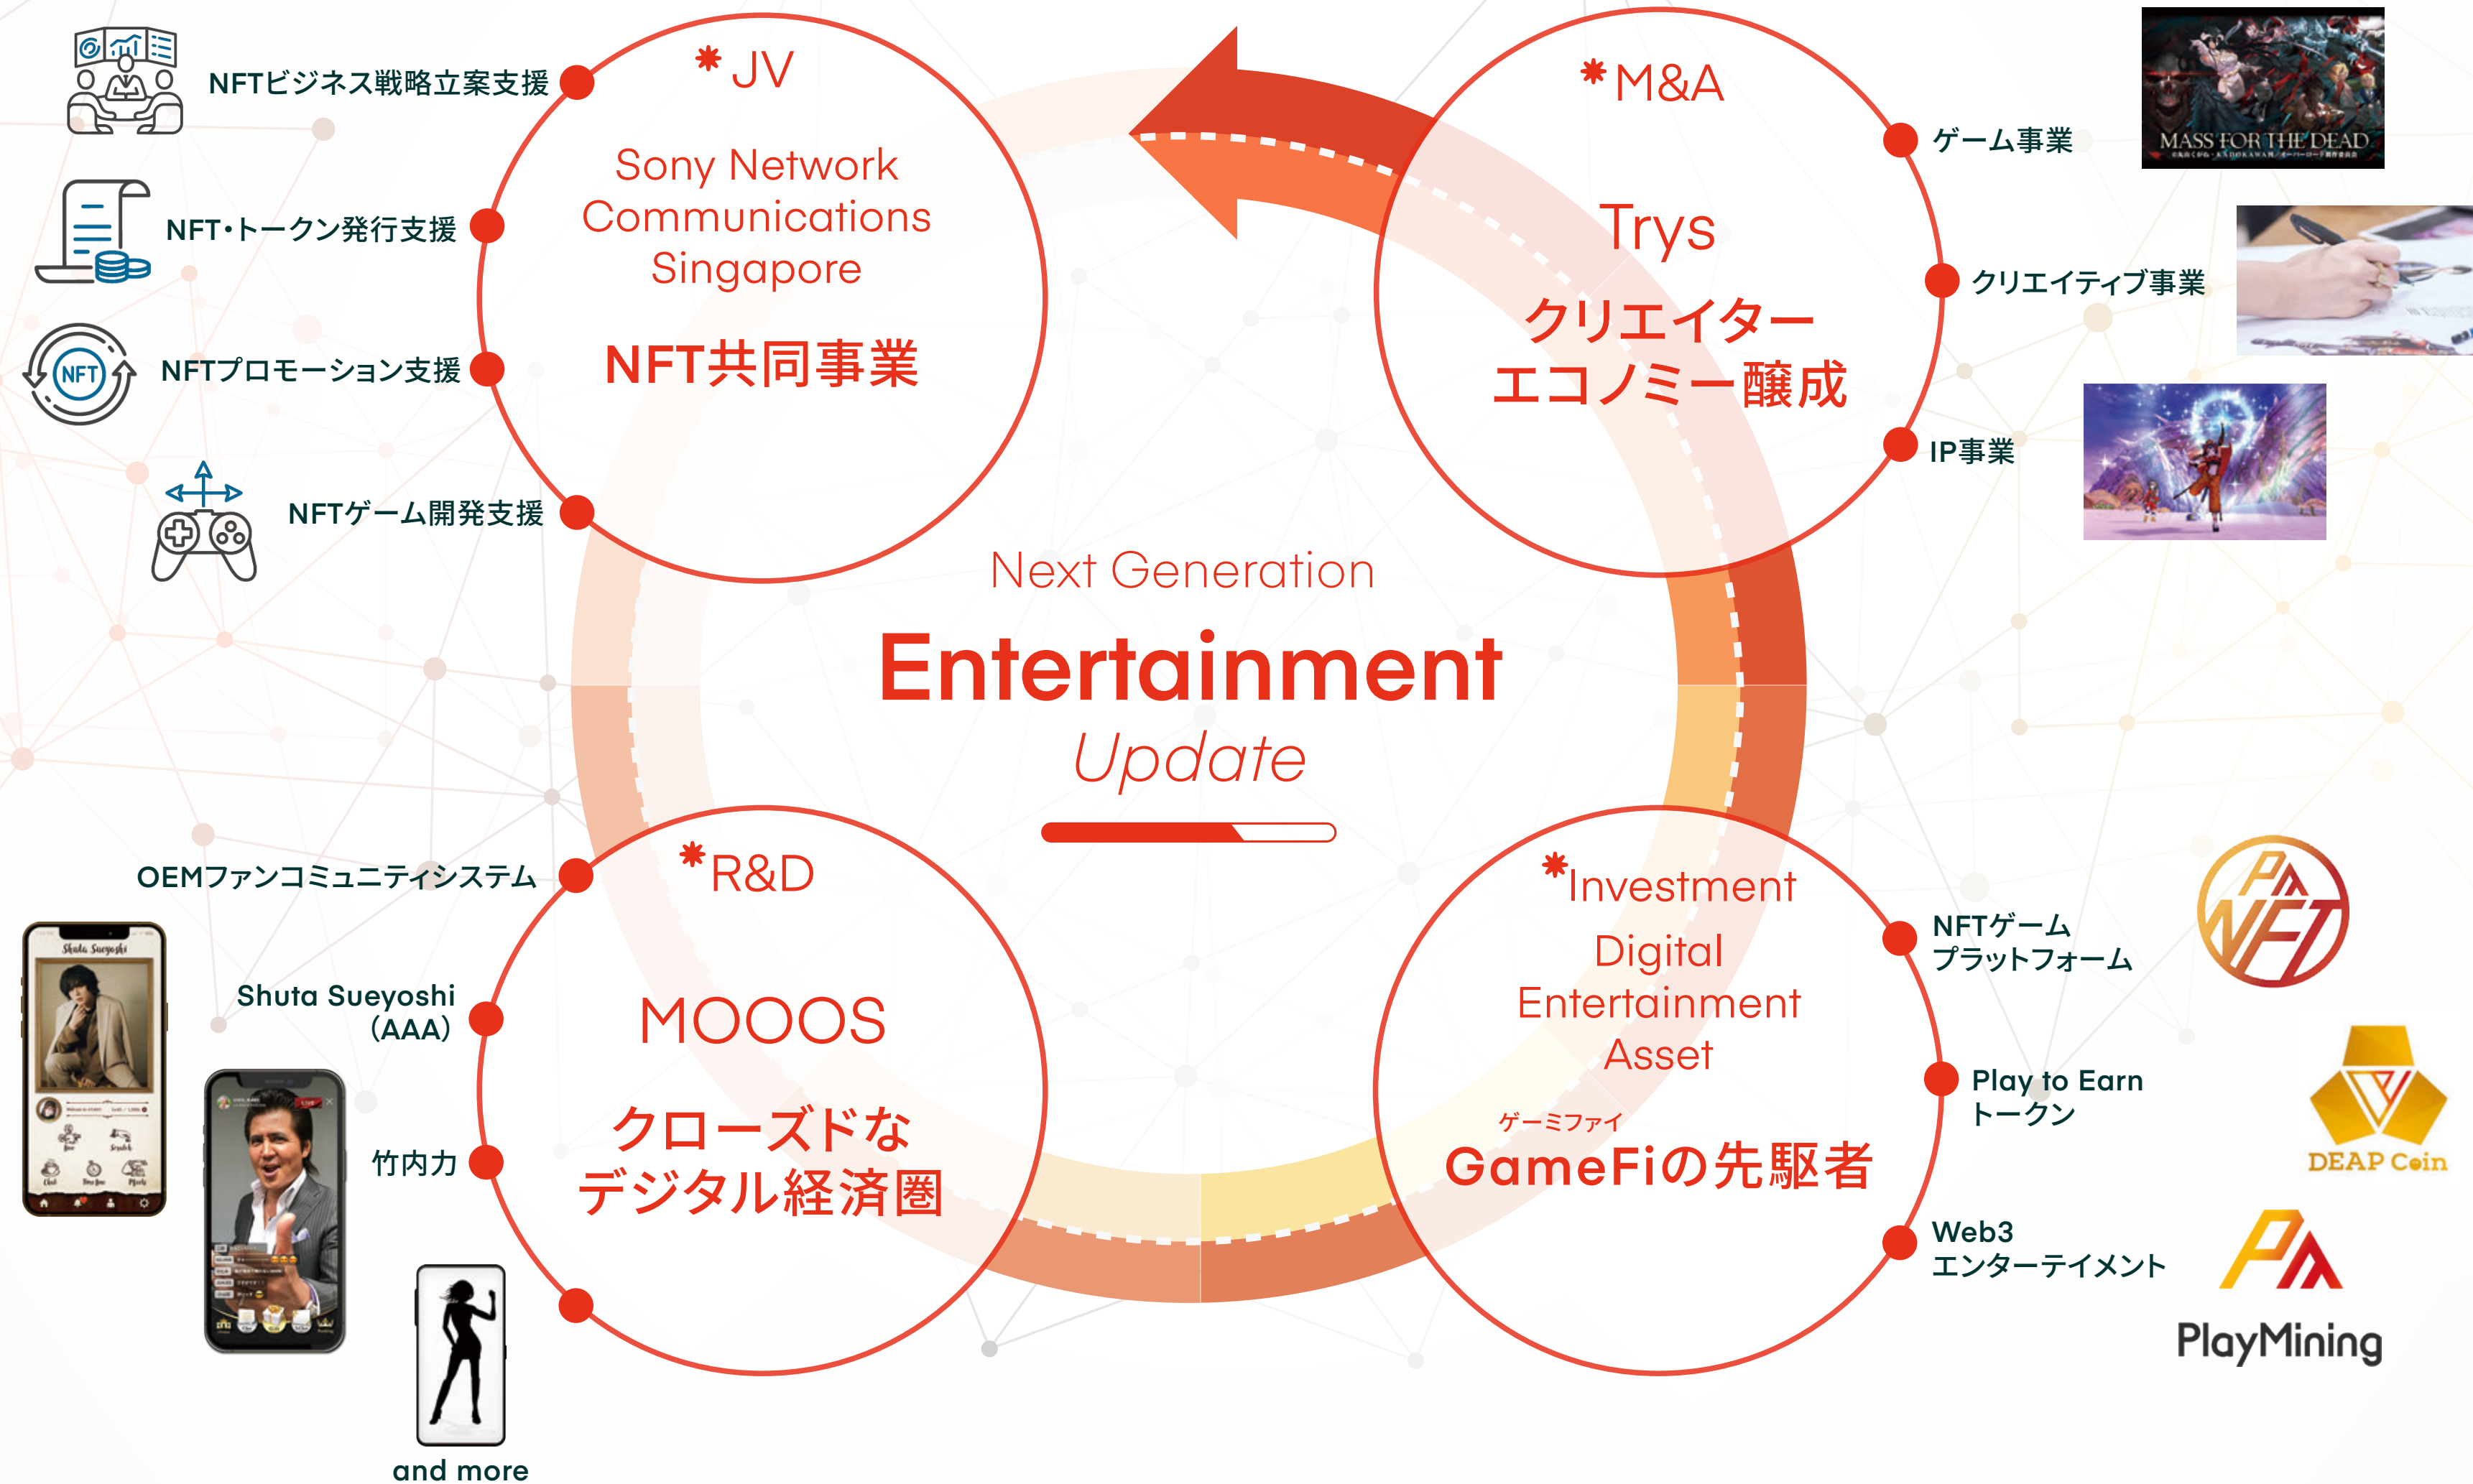 *JV
Sony Network
Communications
Singapore
NFT共同事業
NFTビジネス戦略立案支援
NFT・トークン発行支援
NFT
NFTプロモーション支援
NFTゲーム開発支援
*M&A
Trys
クリエイター
エコノミー醸成
ゲーム事業
MASS FOR THE DEAD
クリエイティブ事業
IP事業
Next Generation
Entertainment
Update
*R&D
MOOOS
クローズドな
デジタル経済圏
OEMファンコミュニティシステム
Shuta Sueyoshi
Shuta Sueyoshi
（AAA）
LIVE
竹内力
and more
*Investment
Digital
Entertainment
Asset
ゲーミファイ
GameFiの先駆者
NFTゲーム
プラットフォーム
PM
NFT
Play to Earn
トークン
DEAP Coin
Web3
エンターテイメント
PM
PlayMining